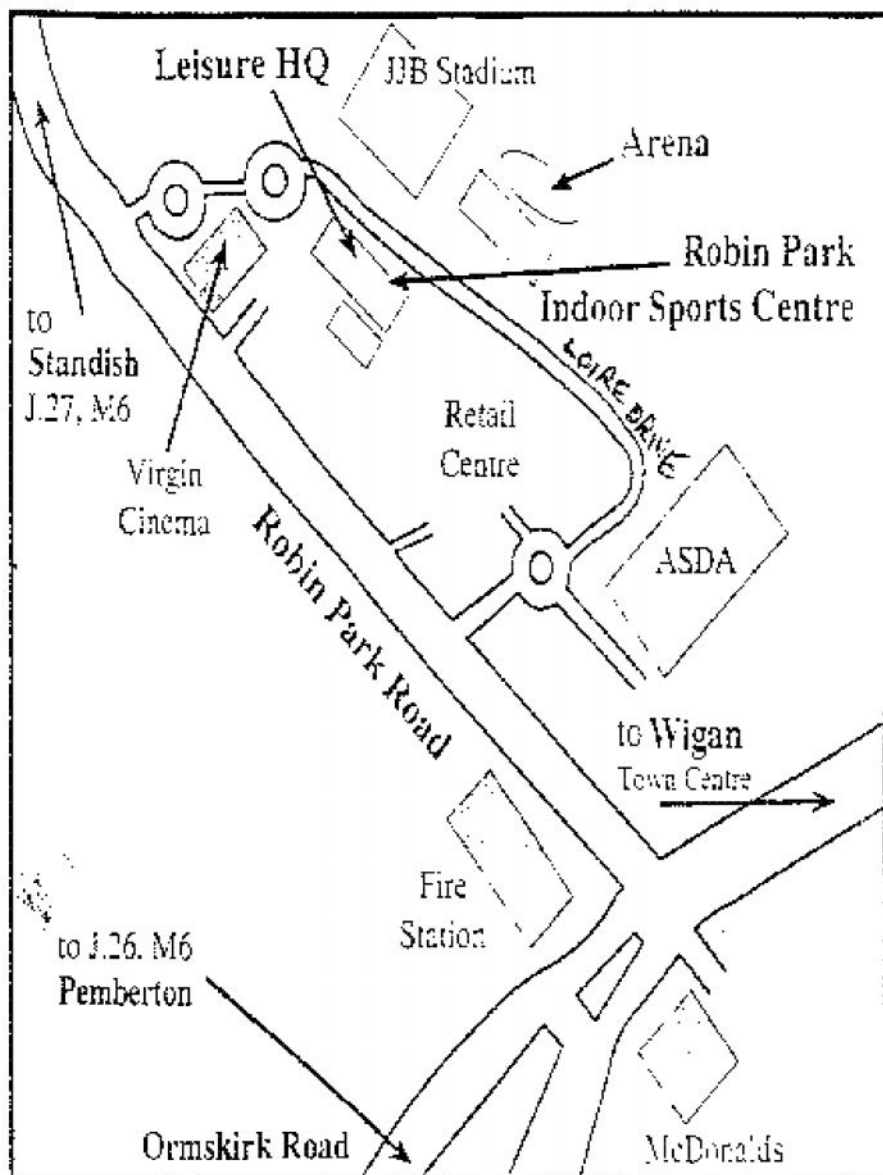 Leisure HQ
JJB Stadium
Arena
Robin Park
Indoor Sports Centre
to
Standish
J.27, M6
LOIRE DRIVE
Retail
Centre
Virgin
Cinema
Robin Park Road
ASDA
to Wigan
Town Centre
Fire
Station
to J.26. M6
Pemberton
Ormskirk Road
McDonalds